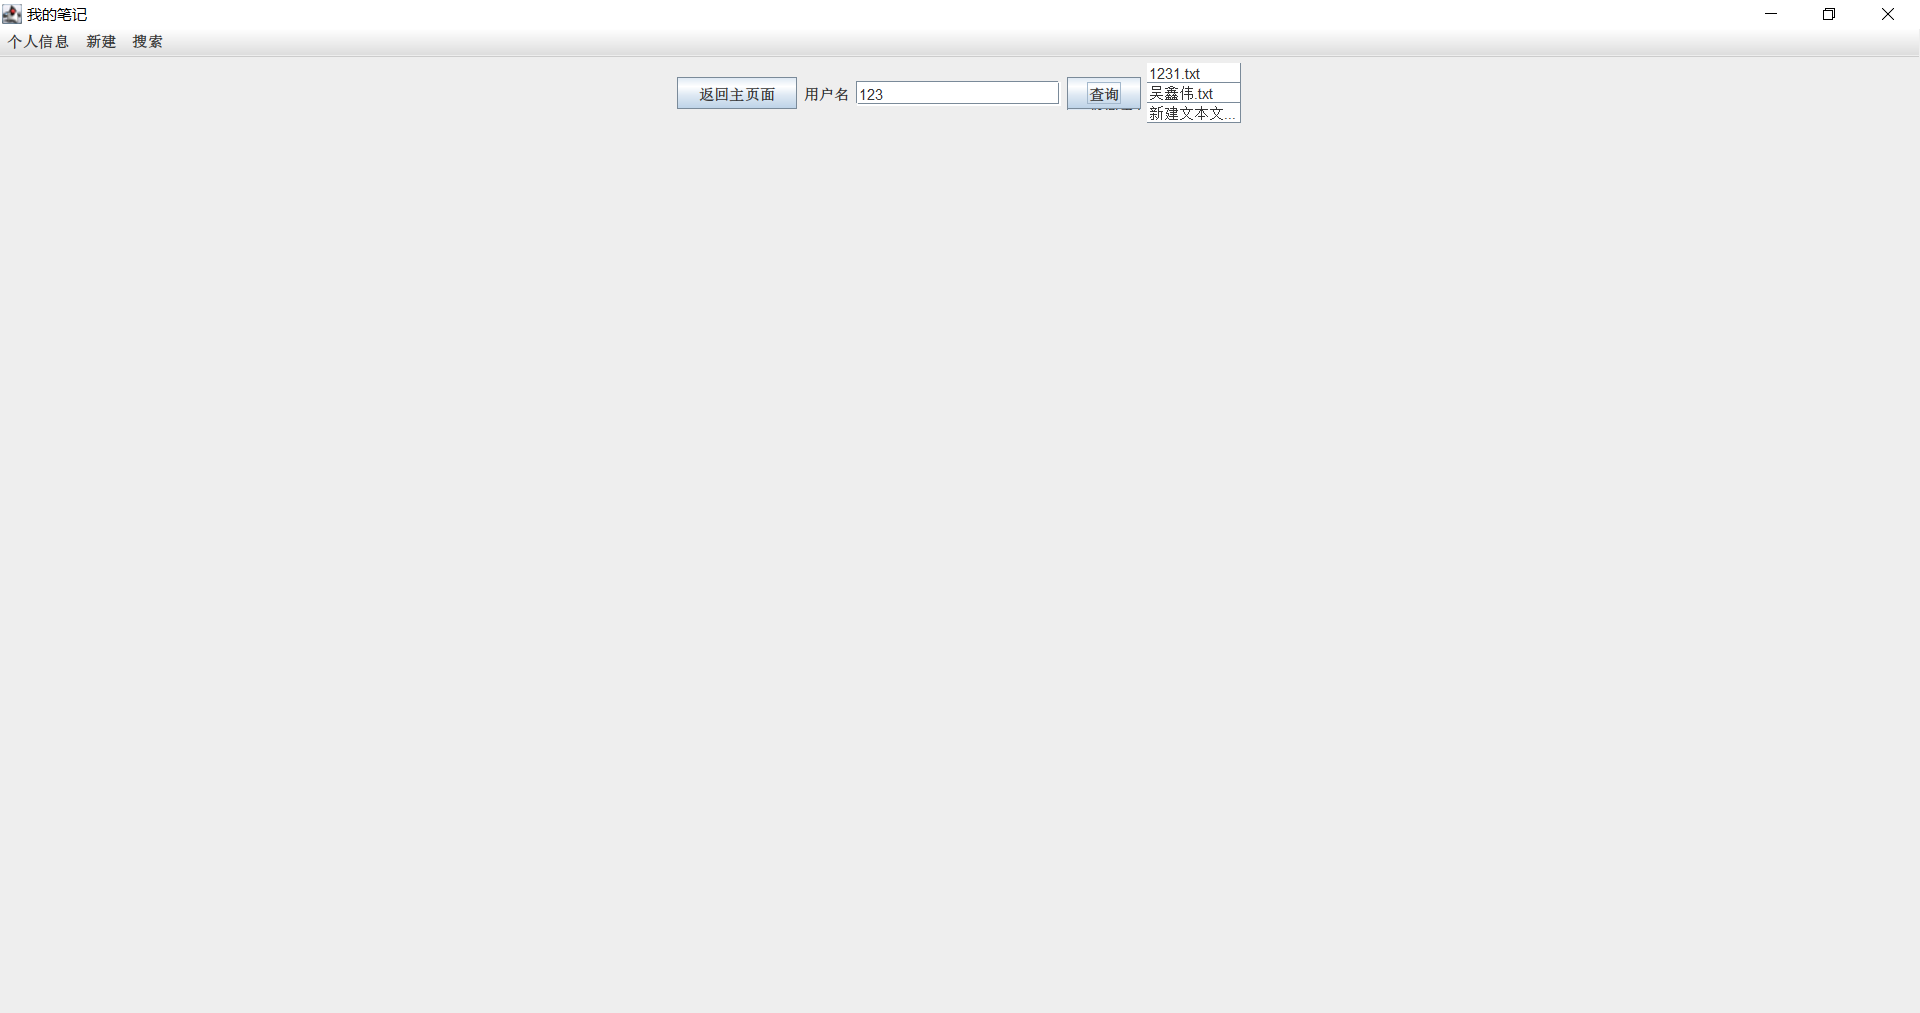 我的笔记
个人信息 新建 搜索
返回主页面 用户名 123 查询
1231.txt
吴鑫伟.txt
新建文本文...